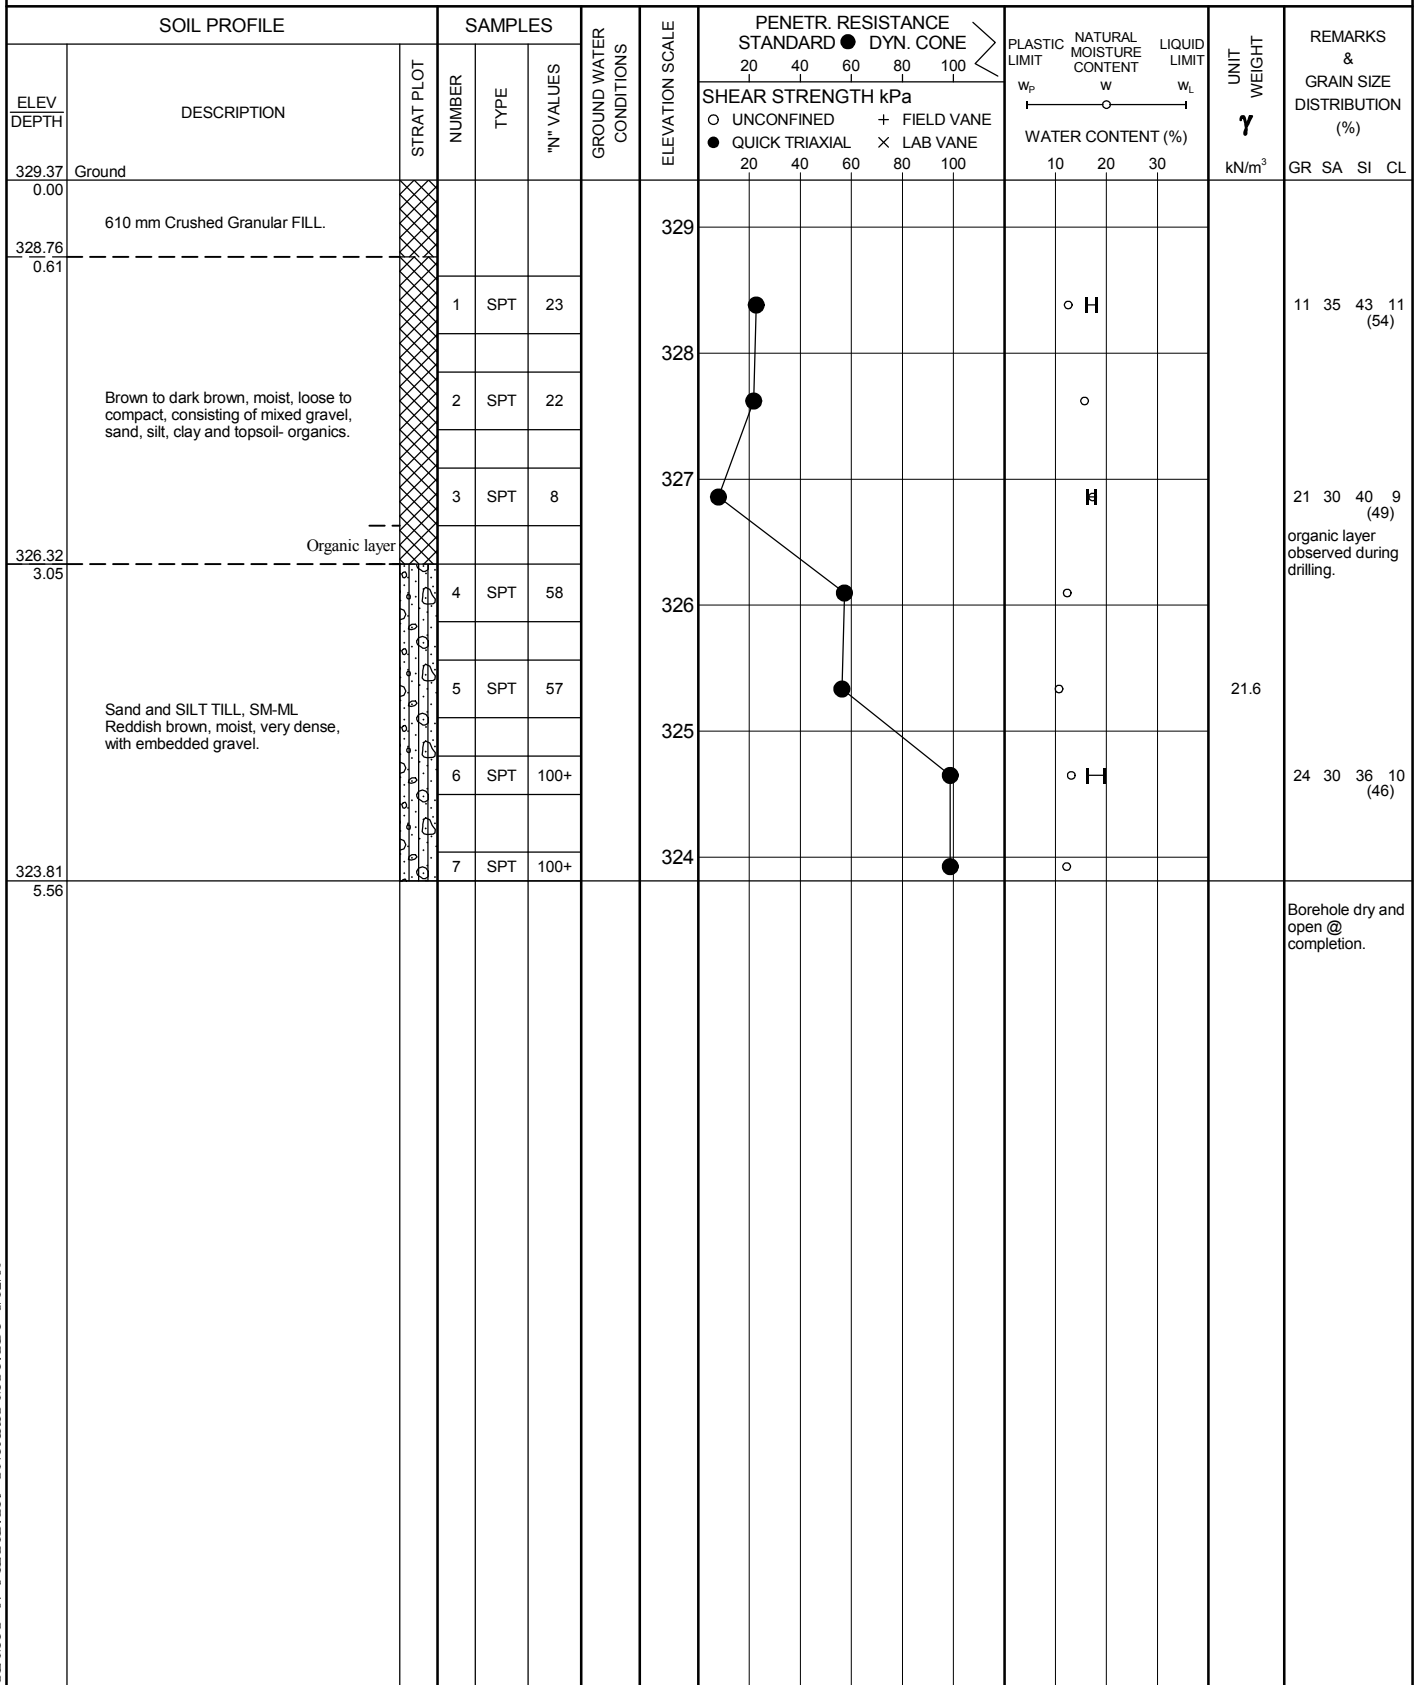 SOIL PROFILE
SAMPLES
GROUND WATER
CONDITIONS
ELEVATION SCALE
PENETR. RESISTANCE
STANDARD ● DYN. CONE
20 40 60 80 100
SHEAR STRENGTH kPa
○ UNCONFINED + FIELD VANE
● QUICK TRIAXIAL × LAB VANE
20 40 60 80 100
PLASTIC
LIMIT
NATURAL
MOISTURE
CONTENT
LIQUID
LIMIT
WP W WL
WATER CONTENT (%)
10 20 30
UNIT
WEIGHT
γ
kN/m³
REMARKS
&
GRAIN SIZE
DISTRIBUTION
(%)
GR SA SI CL
ELEV
DEPTH
DESCRIPTION
STRAT PLOT
NUMBER
TYPE
"N" VALUES
329.37 Ground
0.00
610 mm Crushed Granular FILL.
329
328.76
0.61
1 SPT 23
11 35 43 11
(54)
328
Brown to dark brown, moist, loose to
compact, consisting of mixed gravel,
sand, silt, clay and topsoil- organics.
2 SPT 22
327
3 SPT 8
21 30 40 9
(49)
organic layer
observed during
drilling.
Organic layer
326.32
3.05
4 SPT 58
326
5 SPT 57
21.6
Sand and SILT TILL, SM-ML
Reddish brown, moist, very dense,
with embedded gravel.
325
6 SPT 100+
24 30 36 10
(46)
324
7 SPT 100+
323.81
5.56
Borehole dry and
open @
completion.